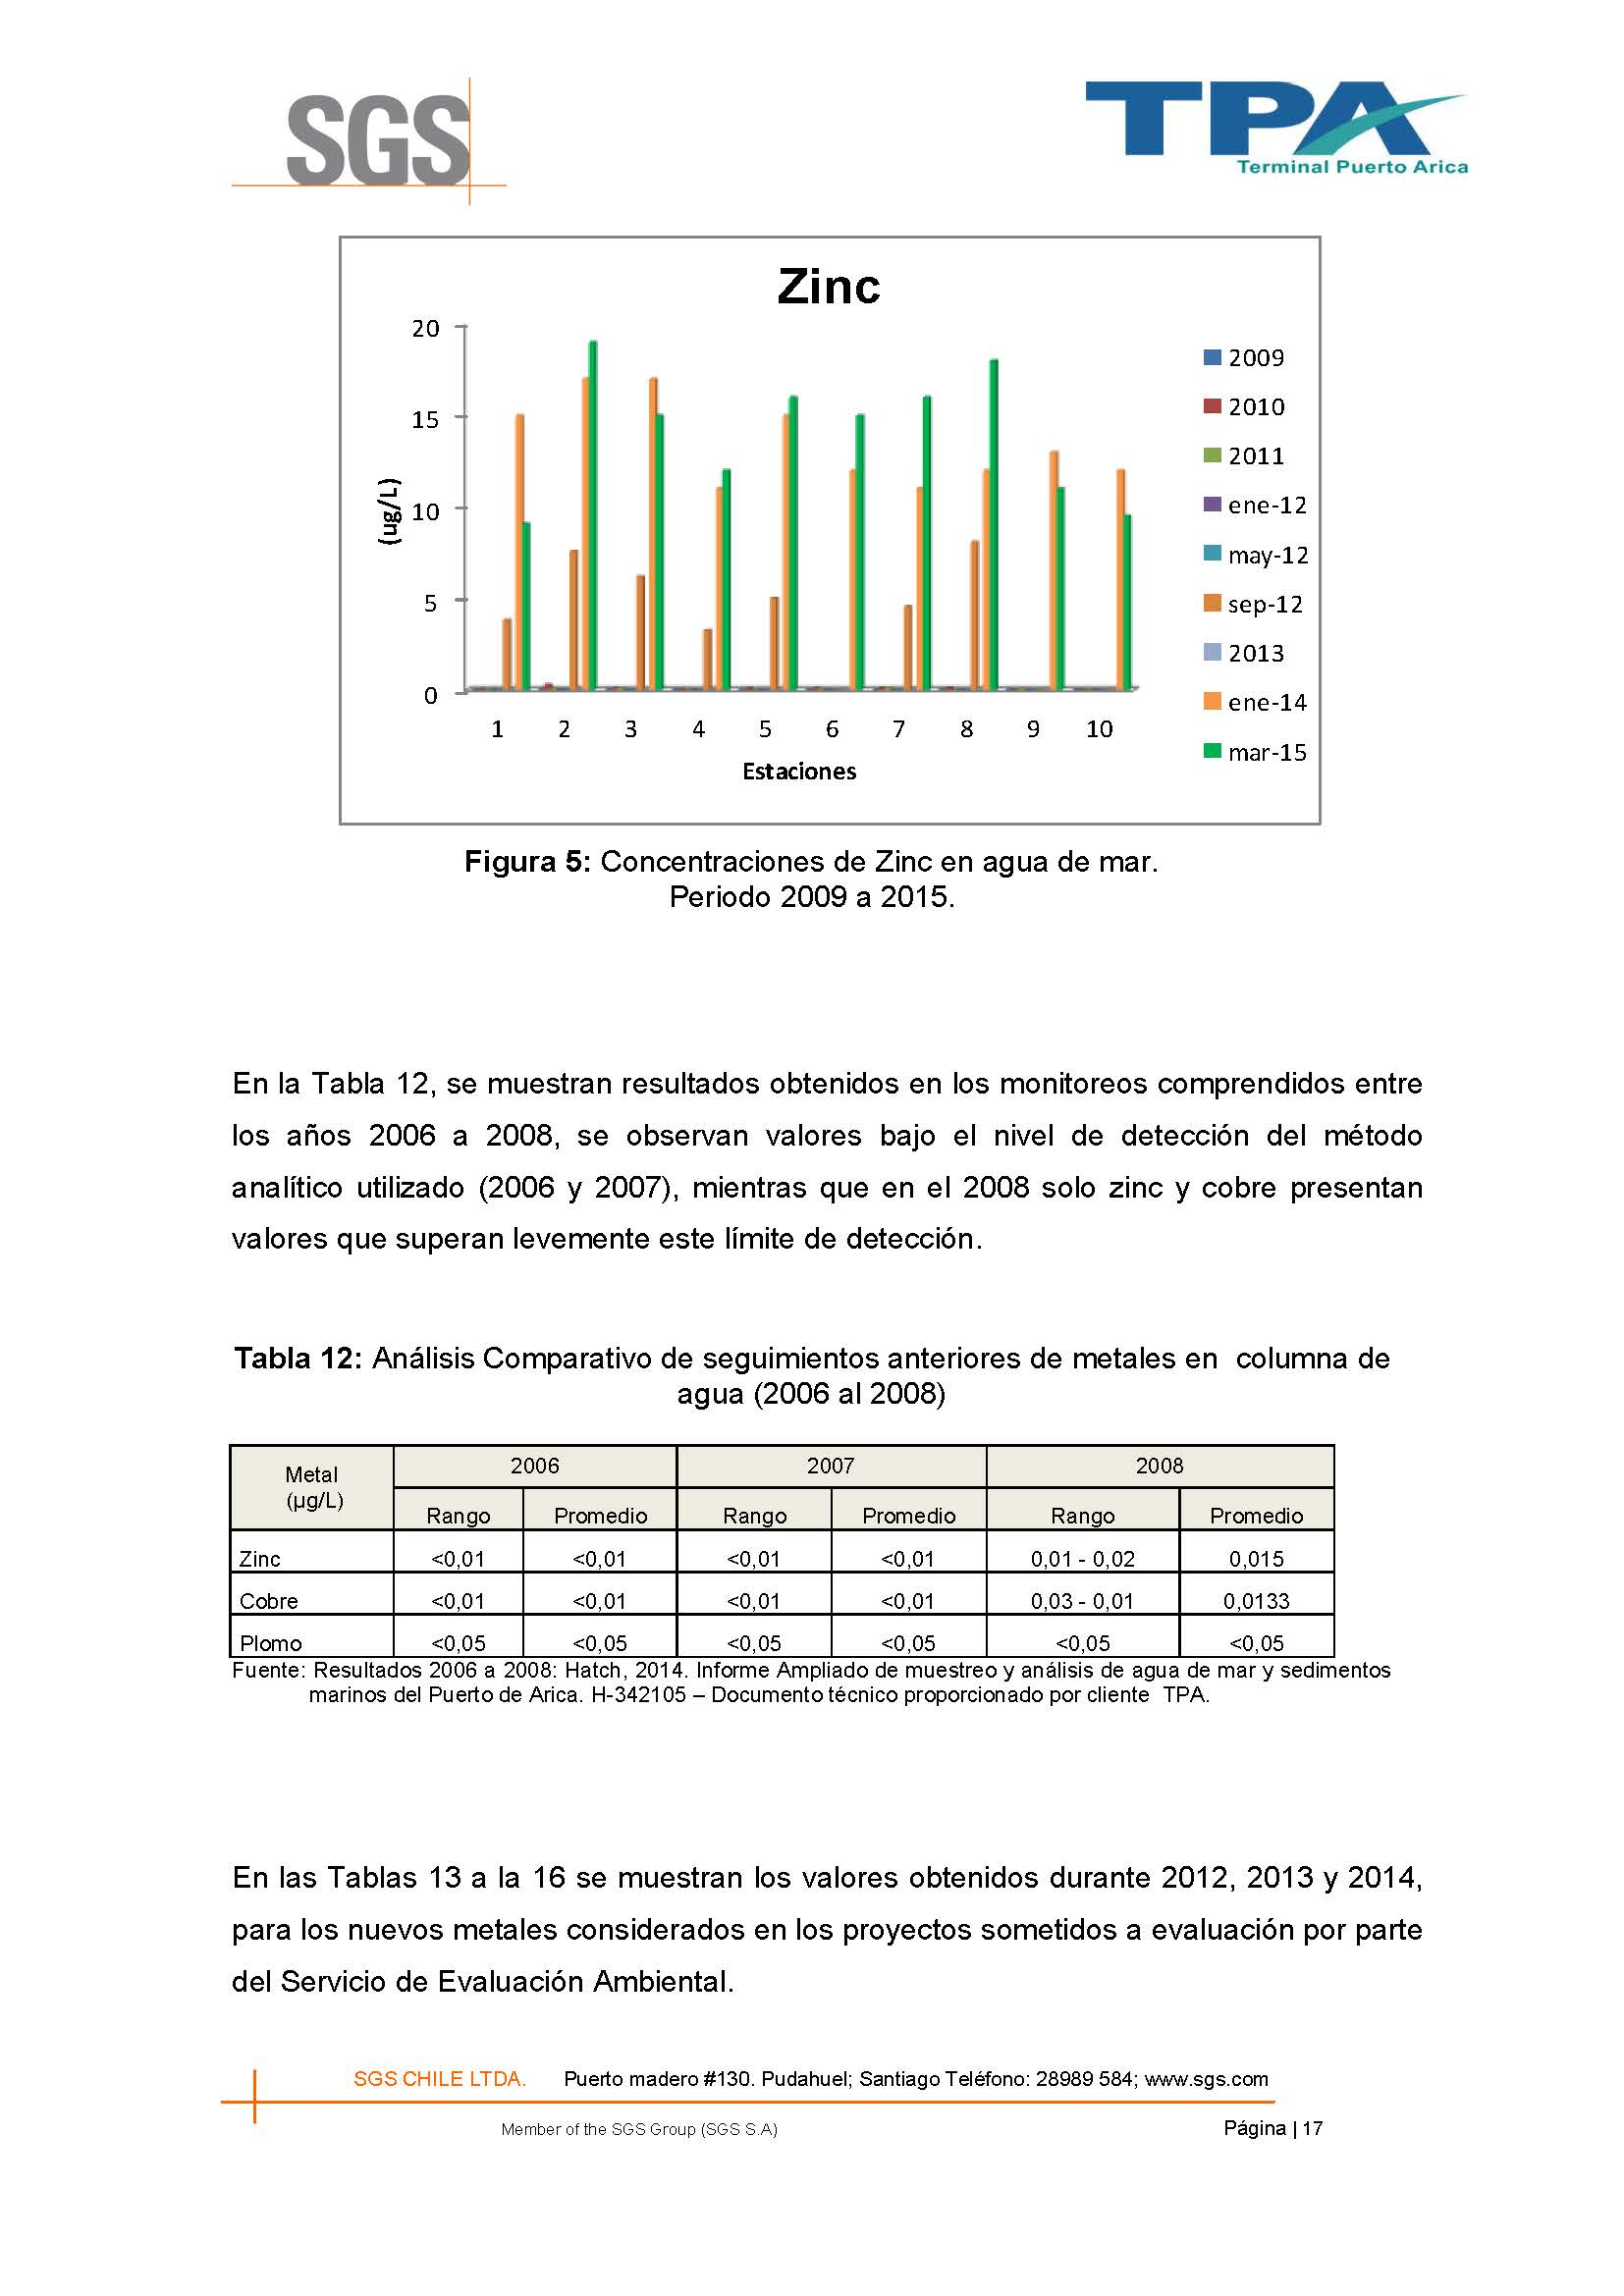 SGS
TPA
Terminal Puerto Arica
Zinc
20
15
10
5
0
(ug/L)
1 2 3 4 5 6 7 8 9 10
Estaciones
2009
2010
2011
ene-12
may-12
sep-12
2013
ene-14
mar-15
Figura 5: Concentraciones de Zinc en agua de mar.
Periodo 2009 a 2015.
En la Tabla 12, se muestran resultados obtenidos en los monitoreos comprendidos entre
los años 2006 a 2008, se observan valores bajo el nivel de detección del método
analítico utilizado (2006 y 2007), mientras que en el 2008 solo zinc y cobre presentan
valores que superan levemente este límite de detección.
Tabla 12: Análisis Comparativo de seguimientos anteriores de metales en columna de
agua (2006 al 2008)
Metal (µg/L) 2006 2007 2008
Rango Promedio Rango Promedio Rango Promedio
Zinc <0,01 <0,01 <0,01 <0,01 0,01 - 0,02 0,015
Cobre <0,01 <0,01 <0,01 <0,01 0,03 - 0,01 0,0133
Plomo <0,05 <0,05 <0,05 <0,05 <0,05 <0,05
Fuente: Resultados 2006 a 2008: Hatch, 2014. Informe Ampliado de muestreo y análisis de agua de mar y sedimentos
marinos del Puerto de Arica. H-342105 – Documento técnico proporcionado por cliente TPA.
En las Tablas 13 a la 16 se muestran los valores obtenidos durante 2012, 2013 y 2014,
para los nuevos metales considerados en los proyectos sometidos a evaluación por parte
del Servicio de Evaluación Ambiental.
SGS CHILE LTDA. Puerto madero #130. Pudahuel; Santiago Teléfono: 28989 584; www.sgs.com
Member of the SGS Group (SGS S.A) Página | 17